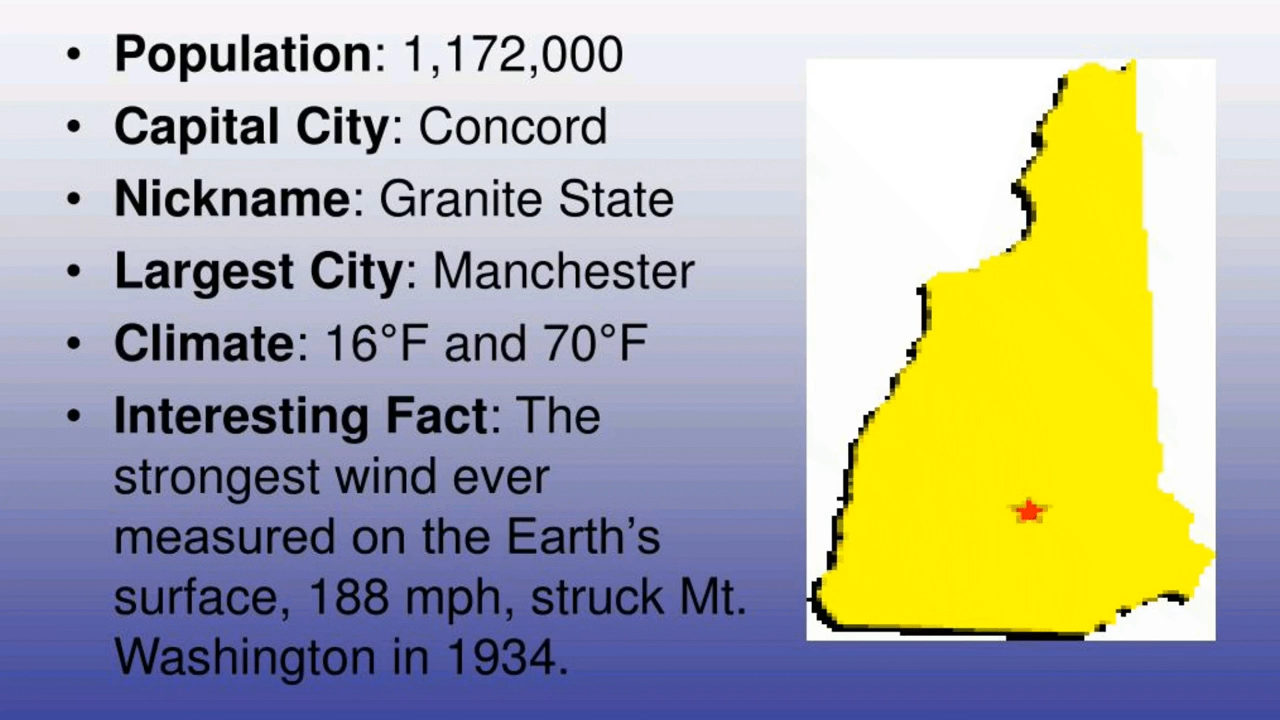 • Population: 1,172,000
• Capital City: Concord
• Nickname: Granite State
• Largest City: Manchester
• Climate: 16°F and 70°F
• Interesting Fact: The
strongest wind ever
measured on the Earth’s
surface, 188 mph, struck Mt.
Washington in 1934.